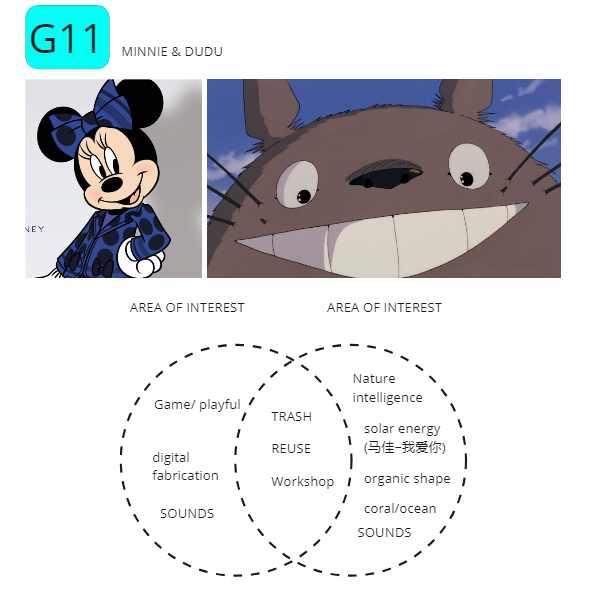 G11
MINNIE & DUDU
NEY
AREA OF INTEREST
AREA OF INTEREST
Game/ playful
digital
fabrication
SOUNDS
TRASH
REUSE
Workshop
Nature
intelligence
solar energy
(马佳–我爱你)
organic shape
coral/ocean
SOUNDS